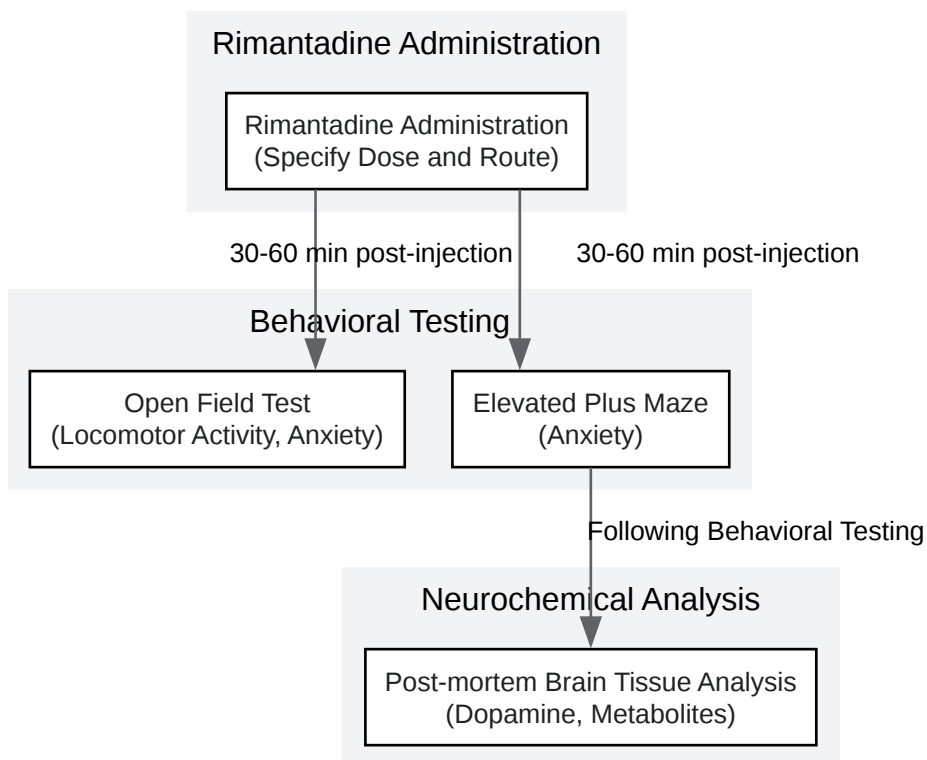 Rimantadine Administration
Rimantadine Administration
(Specify Dose and Route)
30-60 min post-injection
30-60 min post-injection
Behavioral Testing
Open Field Test
(Locomotor Activity, Anxiety)
Elevated Plus Maze
(Anxiety)
Following Behavioral Testing
Neurochemical Analysis
Post-mortem Brain Tissue Analysis
(Dopamine, Metabolites)